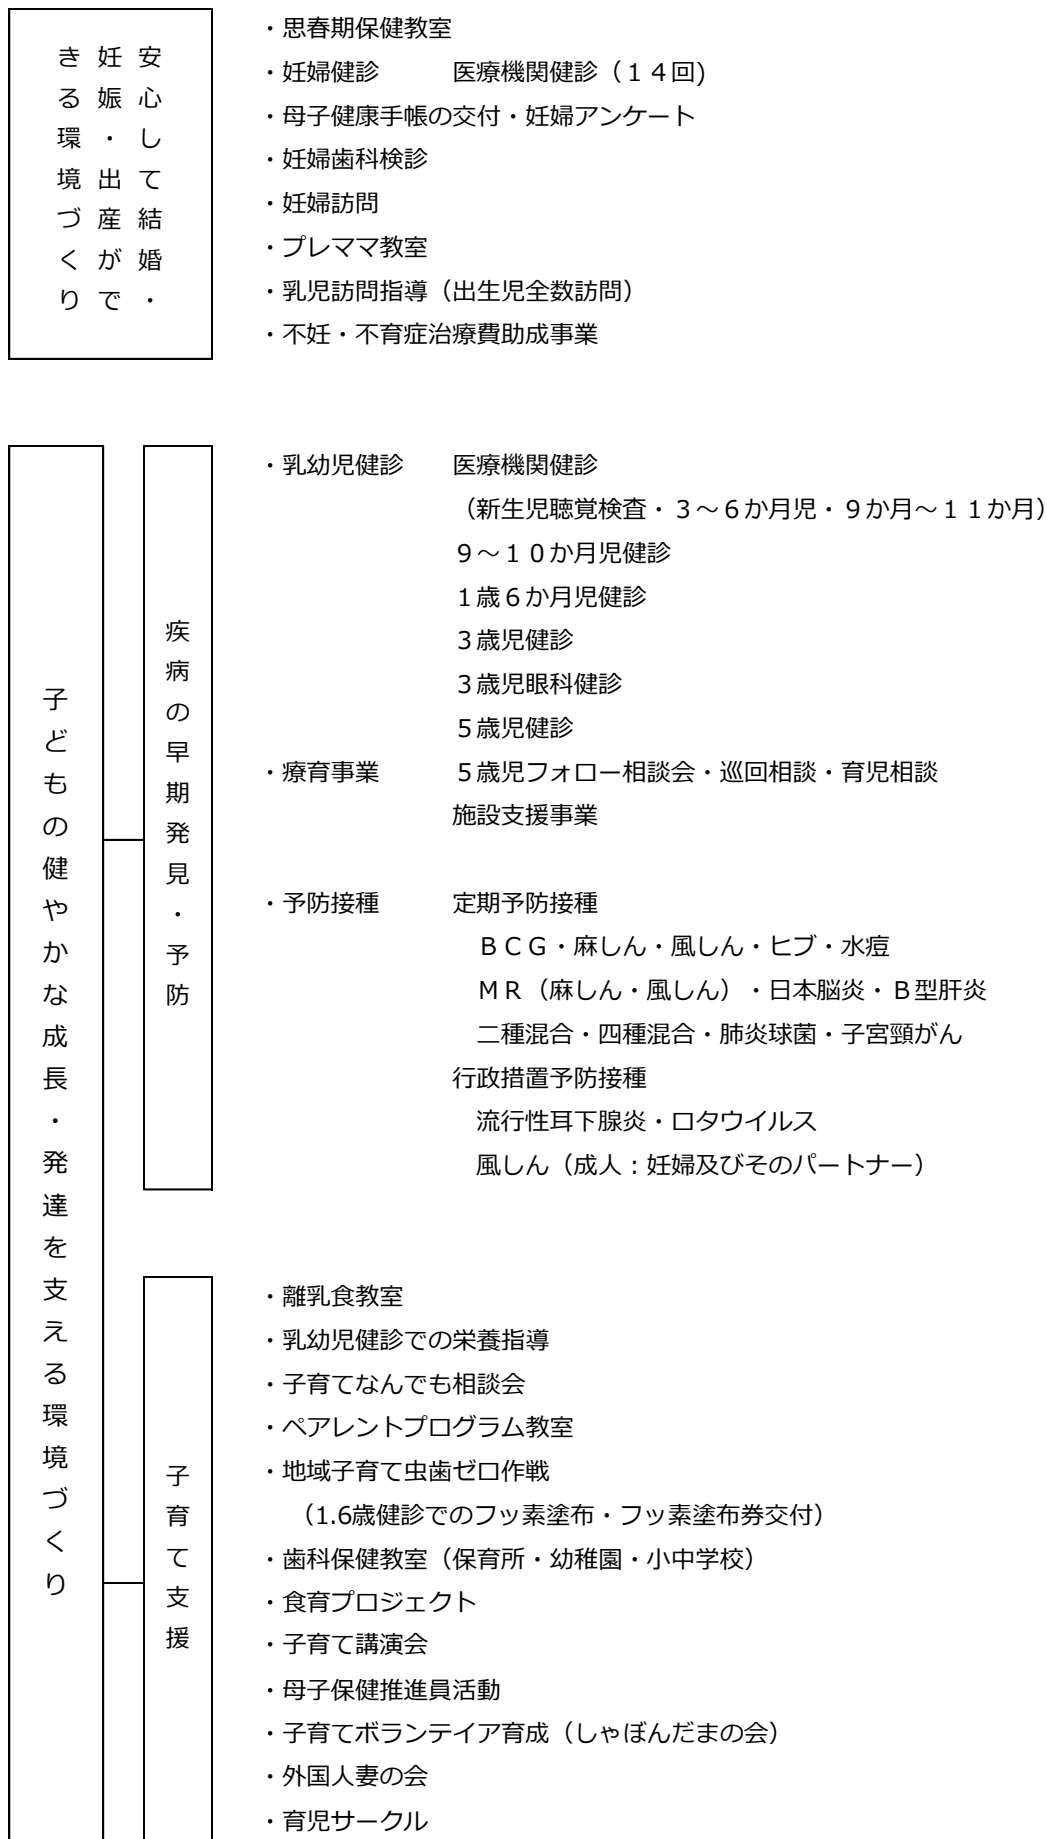 安心して結婚・
妊娠・出産がで
きる環境づくり
・思春期保健教室
・妊婦健診　医療機関健診（１４回)
・母子健康手帳の交付・妊婦アンケート
・妊婦歯科検診
・妊婦訪問
・プレママ教室
・乳児訪問指導（出生児全数訪問）
・不妊・不育症治療費助成事業
子どもの健やかな成長・発達を支える環境づくり
疾病の早期発見・予防
・乳幼児健診　医療機関健診
（新生児聴覚検査・３～６か月児・９か月～１１か月）
９～１０か月児健診
１歳６か月児健診
３歳児健診
３歳児眼科健診
５歳児健診
・療育事業　５歳児フォロー相談会・巡回相談・育児相談
施設支援事業
・予防接種　定期予防接種
ＢＣＧ・麻しん・風しん・ヒブ・水痘
ＭＲ（麻しん・風しん）・日本脳炎・Ｂ型肝炎
二種混合・四種混合・肺炎球菌・子宮頸がん
行政措置予防接種
流行性耳下腺炎・ロタウイルス
風しん（成人：妊婦及びそのパートナー）
子育て支援
・離乳食教室
・乳幼児健診での栄養指導
・子育てなんでも相談会
・ペアレントプログラム教室
・地域子育て虫歯ゼロ作戦
（1.6歳健診でのフッ素塗布・フッ素塗布券交付）
・歯科保健教室（保育所・幼稚園・小中学校）
・食育プロジェクト
・子育て講演会
・母子保健推進員活動
・子育てボランテイア育成（しゃぼんだまの会）
・外国人妻の会
・育児サークル